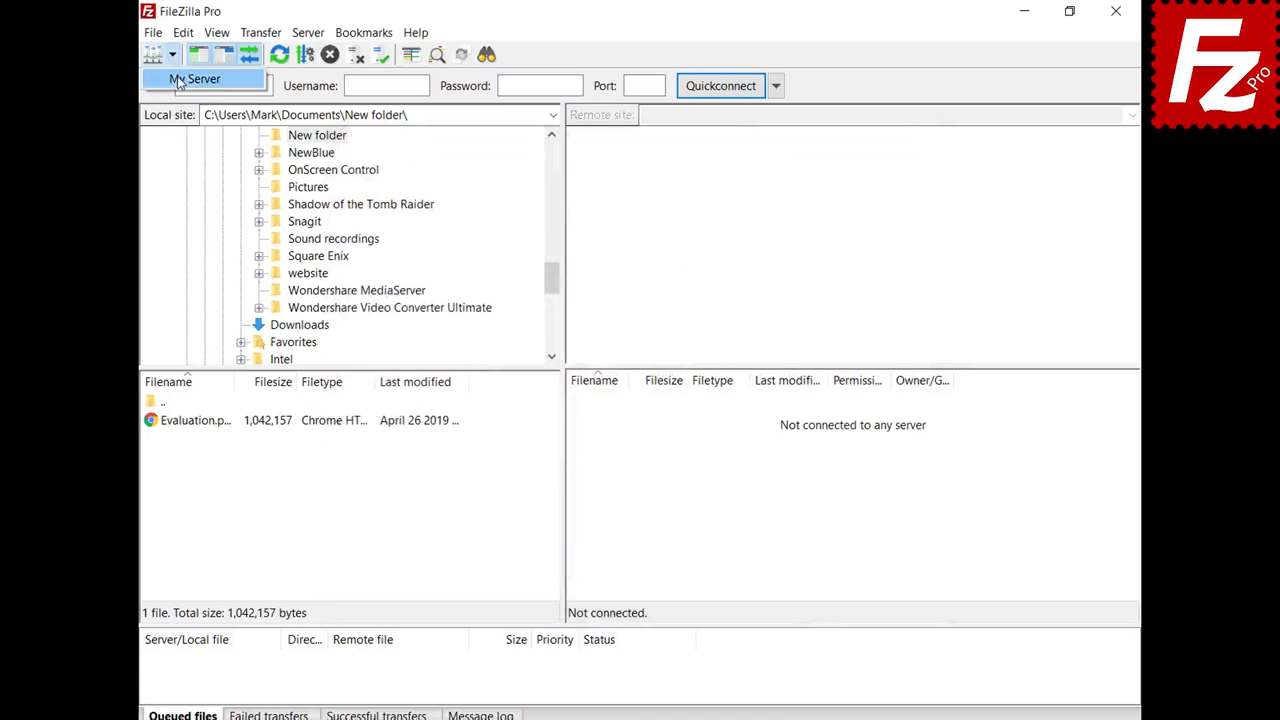 FileZilla Pro
File Edit View Transfer Server Bookmarks Help
My Server
Username: Password: Port: Quickconnect
Local site: C:\Users\Mark\Documents\New folder\
Remote site:
New folder
NewBlue
OnScreen Control
Pictures
Shadow of the Tomb Raider
Snagit
Sound recordings
Square Enix
website
Wondershare MediaServer
Wondershare Video Converter Ultimate
Downloads
Favorites
Intel
Filename Filesize Filetype Last modified
..
Evaluation.p... 1,042,157 Chrome HT... April 26 2019 ...
1 file. Total size: 1,042,157 bytes
Filename Filesize Filetype Last modifi... Permissi... Owner/G...
Not connected to any server
Not connected.
Server/Local file Direc... Remote file Size Priority Status
Queued files Failed transfers Successful transfers Message log
Fz Pro